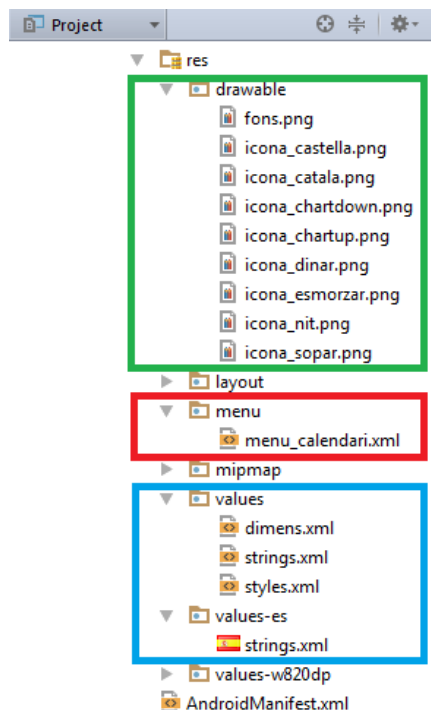 Project
res
drawable
fons.png
icona_castella.png
icona_catala.png
icona_chartdown.png
icona_chartup.png
icona_dinar.png
icona_esmorzar.png
icona_nit.png
icona_sopar.png
layout
menu
menu_calendari.xml
mipmap
values
dimens.xml
strings.xml
styles.xml
values-es
strings.xml
values-w820dp
AndroidManifest.xml